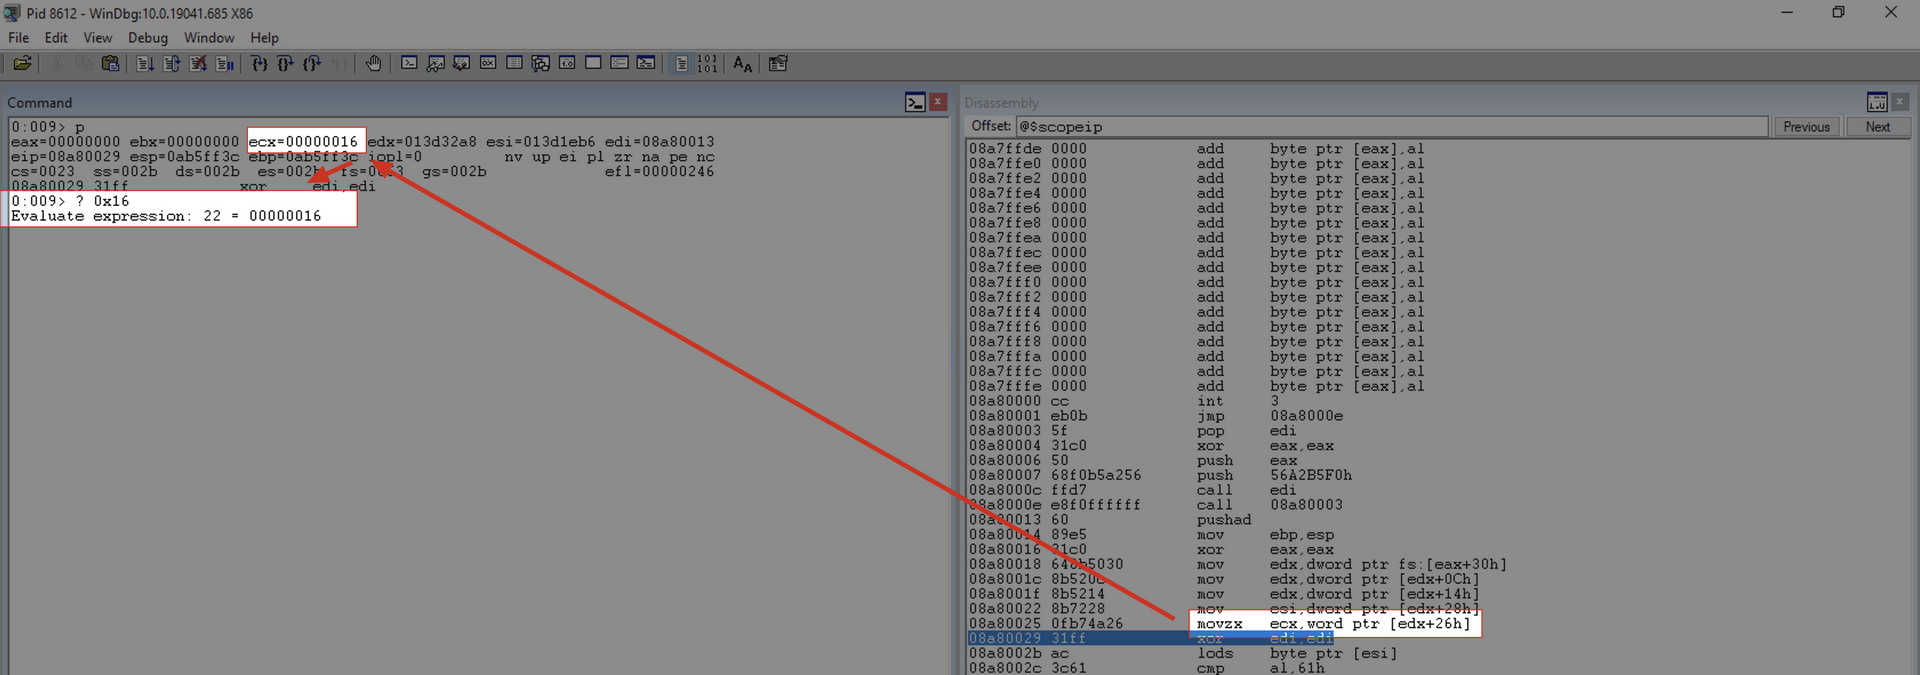 Pid 8612 - WinDbg:10.0.19041.685 X86
File Edit View Debug Window Help
Command
0:009> p
eax=00000000 ebx=00000000 ecx=00000016 edx=013d32a8 esi=013d1eb6 edi=08a80013
eip=08a80029 esp=0ab5ff3c ebp=0ab5ff3c iopl=0 nv up ei pl zr na pe nc
cs=0023 ss=002b ds=002b es=002b gs=002b efl=00000246
08a80029 31ff xor edi,edi
0:009> ? 0x16
Evaluate expression: 22 = 00000016
Disassembly
Offset: @$scopeip Previous Next
08a7ffde 0000 add byte ptr [eax],al
08a7ffe0 0000 add byte ptr [eax],al
08a7ffe2 0000 add byte ptr [eax],al
08a7ffe4 0000 add byte ptr [eax],al
08a7ffe6 0000 add byte ptr [eax],al
08a7ffe8 0000 add byte ptr [eax],al
08a7ffea 0000 add byte ptr [eax],al
08a7ffec 0000 add byte ptr [eax],al
08a7ffee 0000 add byte ptr [eax],al
08a7fff0 0000 add byte ptr [eax],al
08a7fff2 0000 add byte ptr [eax],al
08a7fff4 0000 add byte ptr [eax],al
08a7fff6 0000 add byte ptr [eax],al
08a7fff8 0000 add byte ptr [eax],al
08a7fffa 0000 add byte ptr [eax],al
08a7fffc 0000 add byte ptr [eax],al
08a7fffe 0000 add byte ptr [eax],al
08a80000 cc int 3
08a80001 eb0b jmp 08a8000e
08a80003 5f pop edi
08a80004 31c0 xor eax,eax
08a80006 50 push eax
08a80007 68f0b5a256 push 56A2B5F0h
08a8000c ffd7 call edi
08a8000e e8f0ffffff call 08a80003
08a80013 60 pushad
08a80014 89e5 mov ebp,esp
08a80016 31c0 xor eax,eax
08a80018 648b5030 mov edx,dword ptr fs:[eax+30h]
08a8001c 8b520c mov edx,dword ptr [edx+0Ch]
08a8001f 8b5214 mov edx,dword ptr [edx+14h]
08a80022 8b7228 mov esi,dword ptr [edx+28h]
08a80025 0fb74a26 movzx ecx,word ptr [edx+26h]
08a80029 31ff xor edi,edi
08a8002b ac lods byte ptr [esi]
08a8002c 3c61 cmp al,61h